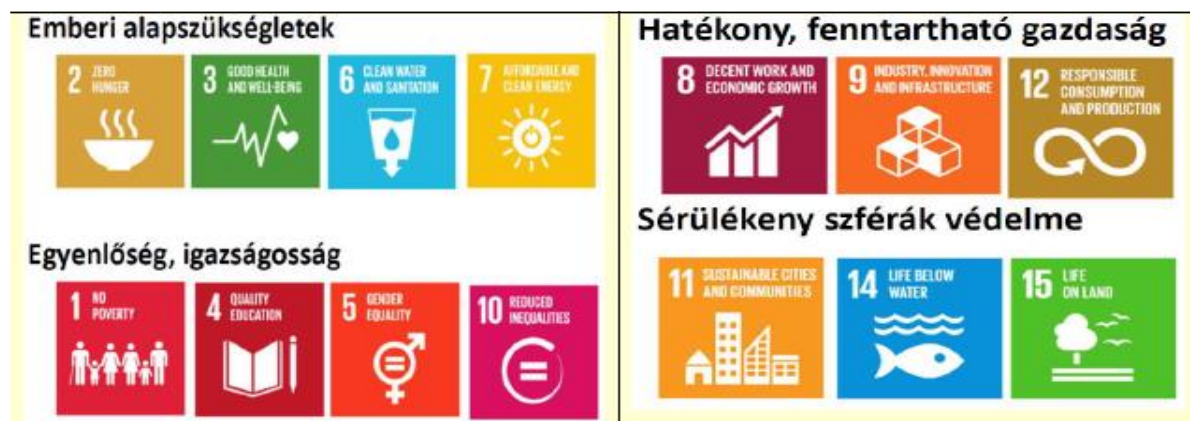 Emberi alapszükségletek
2 ZERO
HUNGER
3 GOOD HEALTH
AND WELL-BEING
6 CLEAN WATER
AND SANITATION
7 AFFORDABLE AND
CLEAN ENERGY
Egyenlőség, igazságosság
1 NO
POVERTY
4 QUALITY
EDUCATION
5 GENDER
EQUALITY
10 REDUCED
INEQUALITIES
Hatékony, fenntartható gazdaság
8 DECENT WORK AND
ECONOMIC GROWTH
9 INDUSTRY, INNOVATION
AND INFRASTRUCTURE
12 RESPONSIBLE
CONSUMPTION
AND PRODUCTION
Sérülékeny szférák védelme
11 SUSTAINABLE CITIES
AND COMMUNITIES
14 LIFE BELOW
WATER
15 LIFE
ON LAND